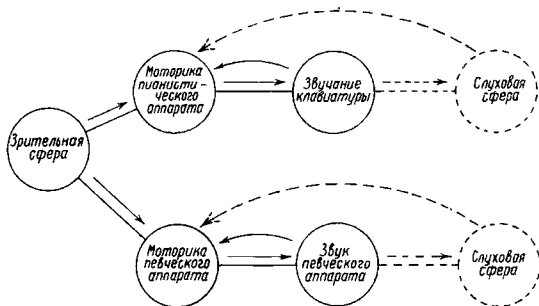 Моторика
пианисти-
ческого
аппарата
Звучание
клавиатуры
Слуховая
сфера
Зрительная
сфера
Моторика
певческого
аппарата
Звук
певческого
аппарата
Слуховая
сфера